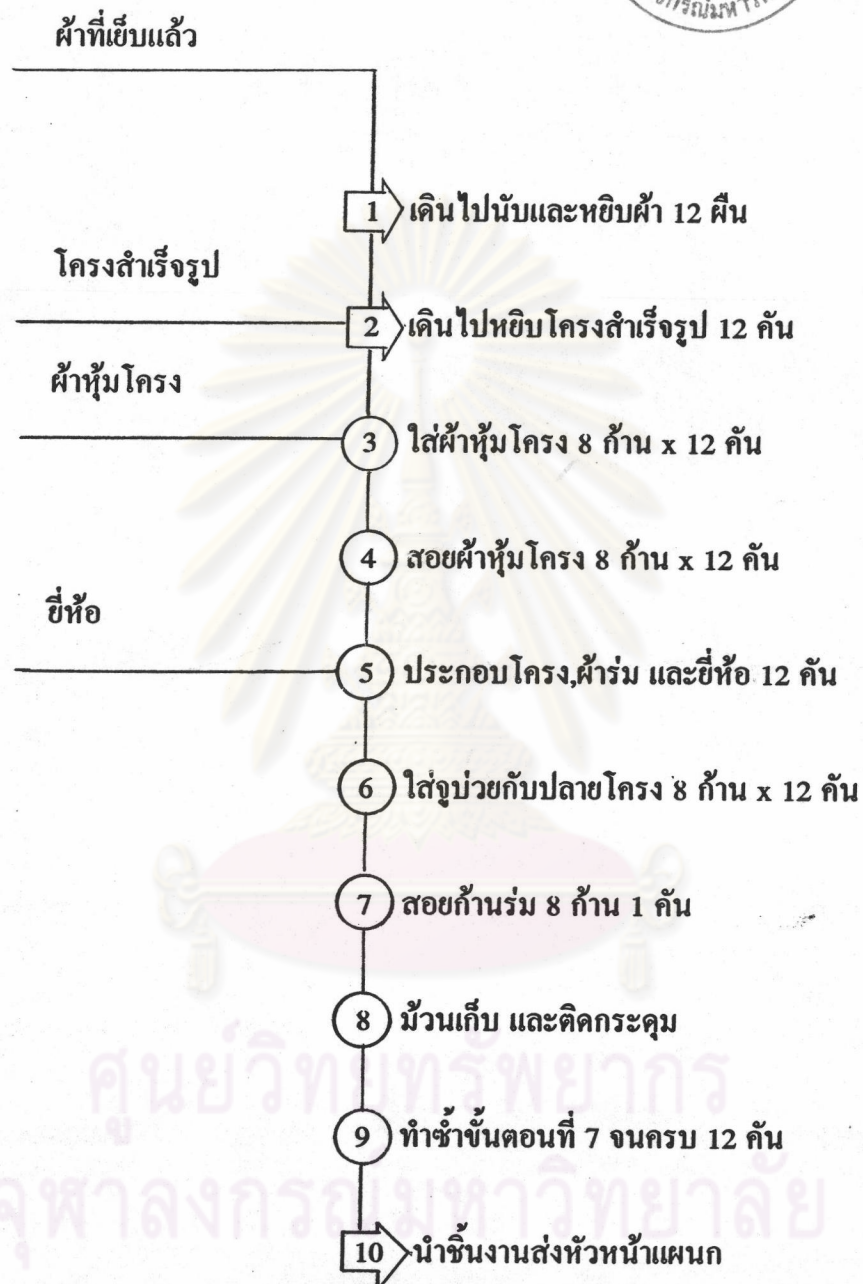 ผ้าที่เย็บแล้ว
1 เดินไปนับและหยิบผ้า 12 ผืน
โครงสำเร็จรูป
2 เดินไปหยิบโครงสำเร็จรูป 12 คัน
ผ้าหุ้มโครง
3 ใส่ผ้าหุ้มโครง 8 ก้าน x 12 คัน
4 สอยผ้าหุ้มโครง 8 ก้าน x 12 คัน
ยี่ห้อ
5 ประกอบโครง,ผ้าร่ม และยี่ห้อ 12 คัน
6 ใส่จูบ่วยกับปลายโครง 8 ก้าน x 12 คัน
7 สอยก้านร่ม 8 ก้าน 1 คัน
8 ม้วนเก็บ และติดกระดุม
ศูนย์วิทยทรัพยากร
9 ทำซ้ำขั้นตอนที่ 7 จนครบ 12 คัน
จุฬาลงกรณ์มหาวิทยาลัย
10 นำชิ้นงานส่งหัวหน้าแผนก